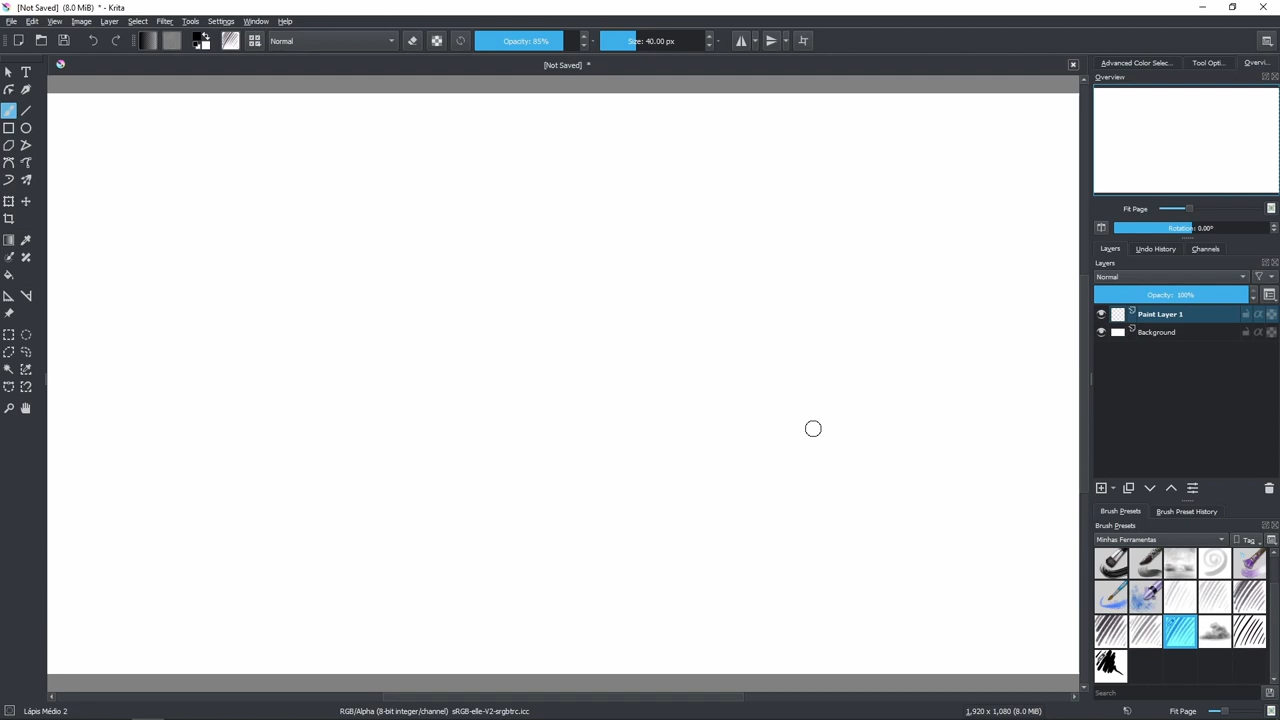 [Not Saved] (8.0 MiB) * - Krita
File Edit View Image Layer Select Filter Tools Settings Window Help
Normal
Opacity: 85%
Size: 40.00 px
[Not Saved] *
Advanced Color Selec... Tool Opti... Overvi...
Overview
Fit Page
Rotation: 0.00°
Layers Undo History Channels
Layers
Normal
Opacity: 100%
Paint Layer 1
Background
Brush Presets Brush Preset History
Brush Presets
Minhas Ferramentas
Tag
Search
Lápis Médio 2
RGB/Alpha (8-bit integer/channel) sRGB-elle-V2-srgbtrc.icc
1,920 x 1,080 (8.0 MiB)
Fit Page